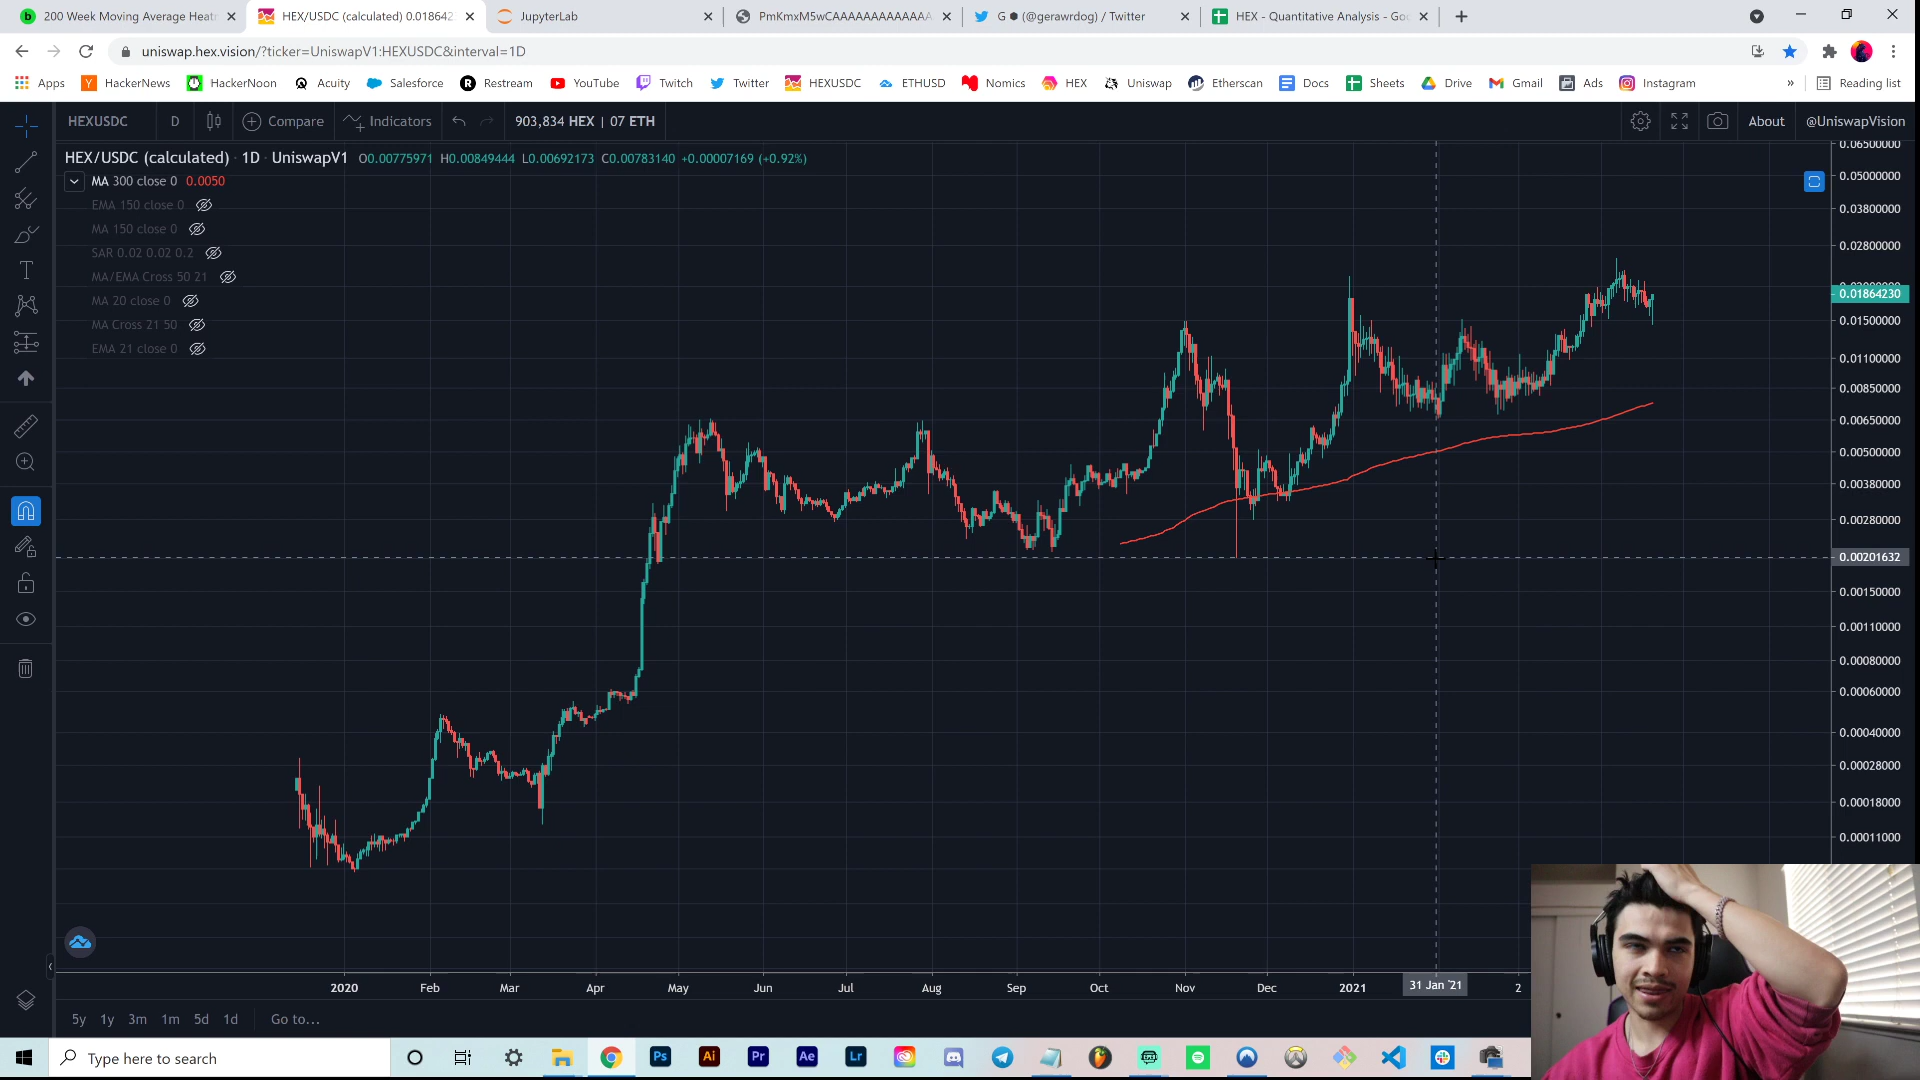 200 Week Moving Average Heat
HEX/USDC (calculated) 0.018642
JupyterLab
PmKmxM5wCAAAAAAAAAAAAA
G ⬢ (@gerawrdog) / Twitter
HEX - Quantitative Analysis - Goo
uniswap.hex.vision/?ticker=UniswapV1:HEXUSDC&interval=1D
Apps
HackerNews
HackerNoon
Acuity
Salesforce
Restream
YouTube
Twitch
Twitter
HEXUSDC
ETHUSD
Nomics
HEX
Uniswap
Etherscan
Docs
Sheets
Drive
Gmail
Ads
Instagram
»
Reading list
HEXUSDC
D
Compare
Indicators
903,834 HEX | 07 ETH
About
@UniswapVision
HEX/USDC (calculated) · 1D · UniswapV1 O0.00775971 H0.00849444 L0.00692173 C0.00783140 +0.00007169 (+0.92%)
MA 300 close 0 0.0050
EMA 150 close 0
MA 150 close 0
SAR 0.02 0.02 0.2
MA/EMA Cross 50 21
MA 20 close 0
MA Cross 21 50
EMA 21 close 0
0.06500000
0.05000000
0.03800000
0.02800000
0.01864230
0.01500000
0.01100000
0.00850000
0.00650000
0.00500000
0.00380000
0.00280000
0.00201632
0.00150000
0.00110000
0.00080000
0.00060000
0.00040000
0.00028000
0.00018000
0.00011000
2020
Feb
Mar
Apr
May
Jun
Jul
Aug
Sep
Oct
Nov
Dec
2021
31 Jan '21
2
5y 1y 3m 1m 5d 1d Go to...
Type here to search
Ps
Ai
Pr
Ae
Lr